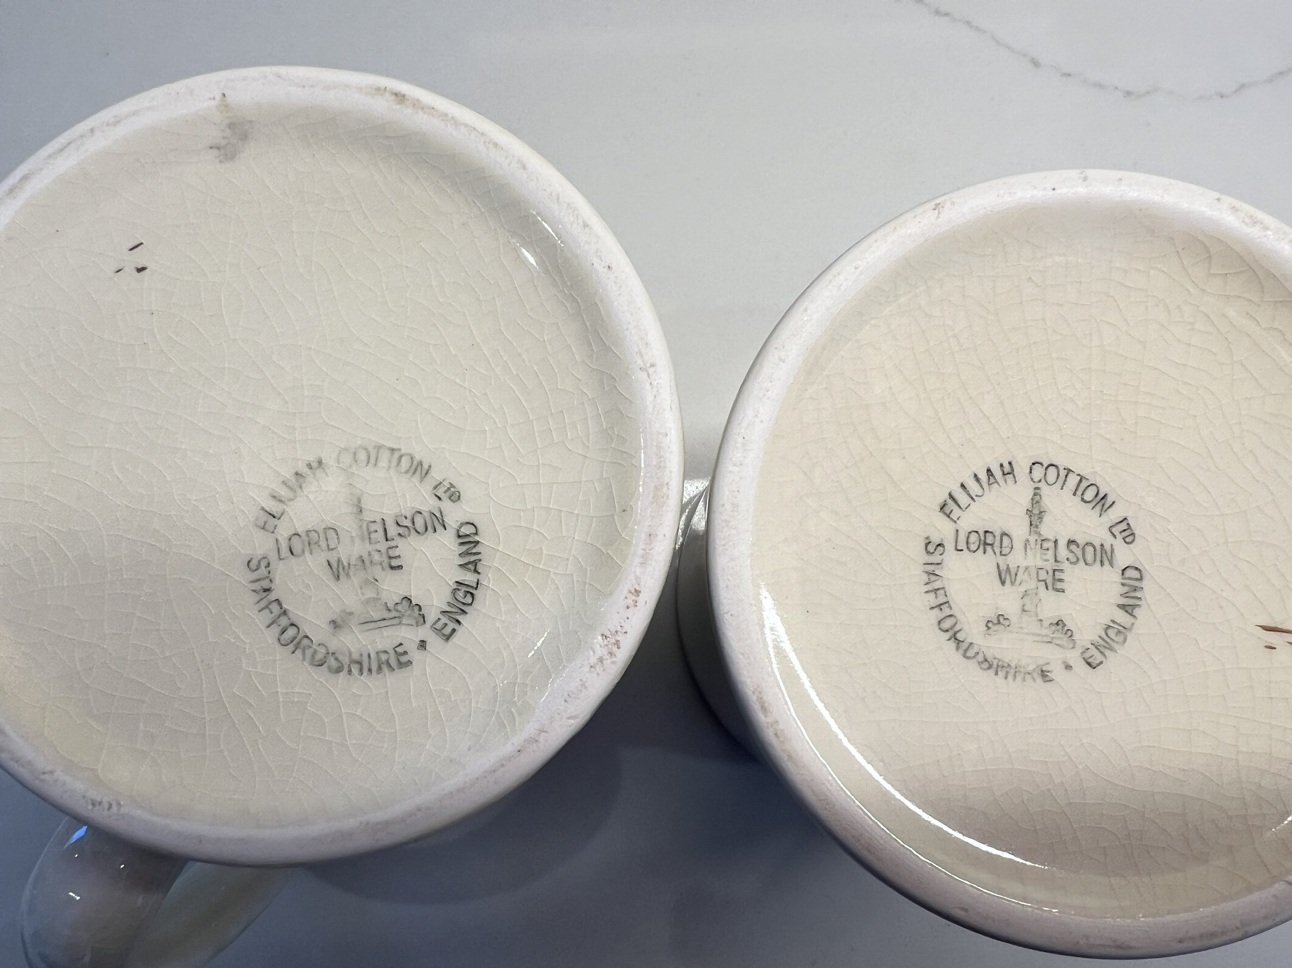 ELIJAH COTTON LTD
LORD NELSON
WARE
STAFFORDSHIRE • ENGLAND
ELIJAH COTTON LTD
LORD NELSON
WARE
STAFFORDSHIRE • ENGLAND